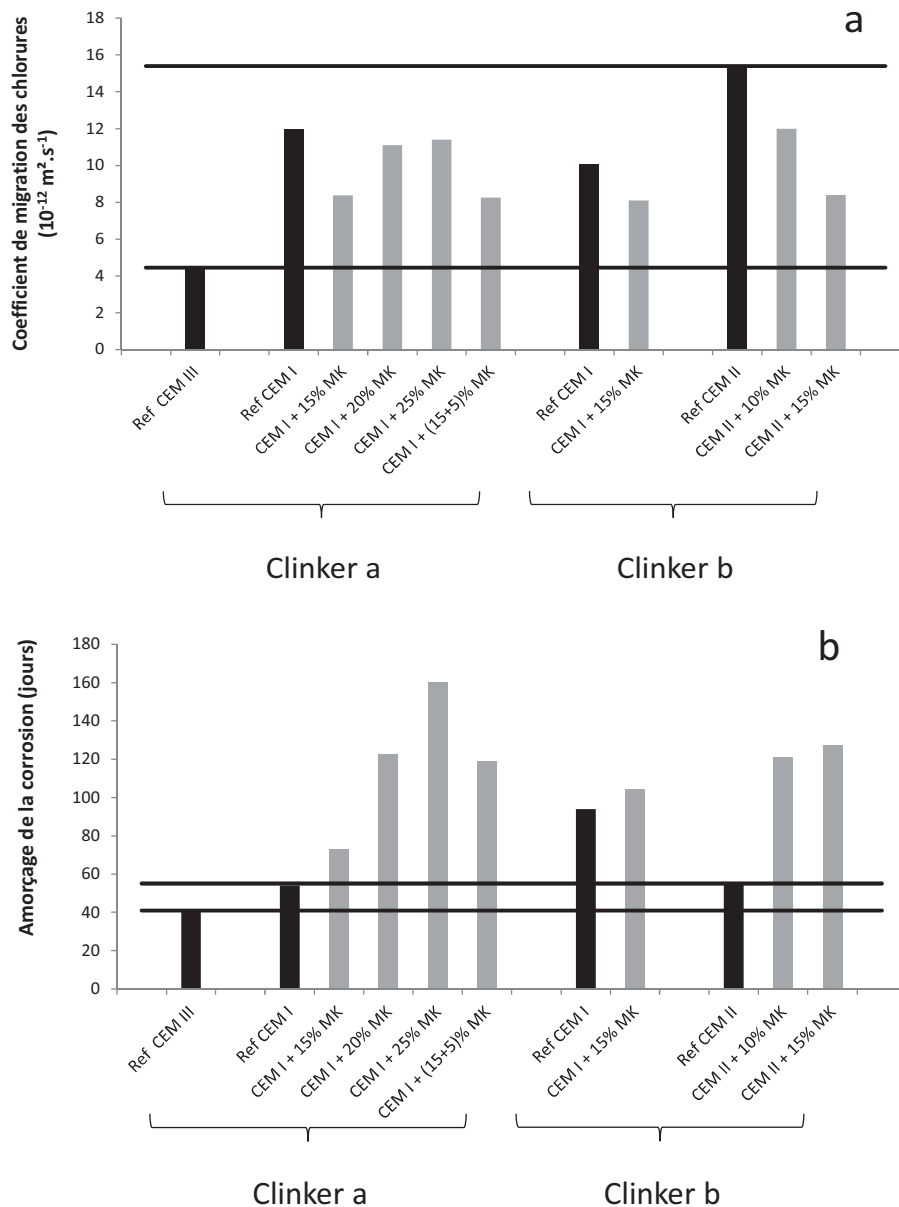 a
Coefficient de migration des chlorures
(10⁻¹² m².s⁻¹)
18
16
14
12
10
8
6
4
2
0
Ref CEM III
Ref CEM I
CEM I + 15% MK
CEM I + 20% MK
CEM I + 25% MK
CEM I + (15+5)% MK
Ref CEM I
CEM I + 15% MK
Ref CEM II
CEM II + 10% MK
CEM II + 15% MK
Clinker a
Clinker b
b
Amorçage de la corrosion (jours)
180
160
140
120
100
80
60
40
20
0
Ref CEM III
Ref CEM I
CEM I + 15% MK
CEM I + 20% MK
CEM I + 25% MK
CEM I + (15+5)% MK
Ref CEM I
CEM I + 15% MK
Ref CEM II
CEM II + 10% MK
CEM II + 15% MK
Clinker a
Clinker b